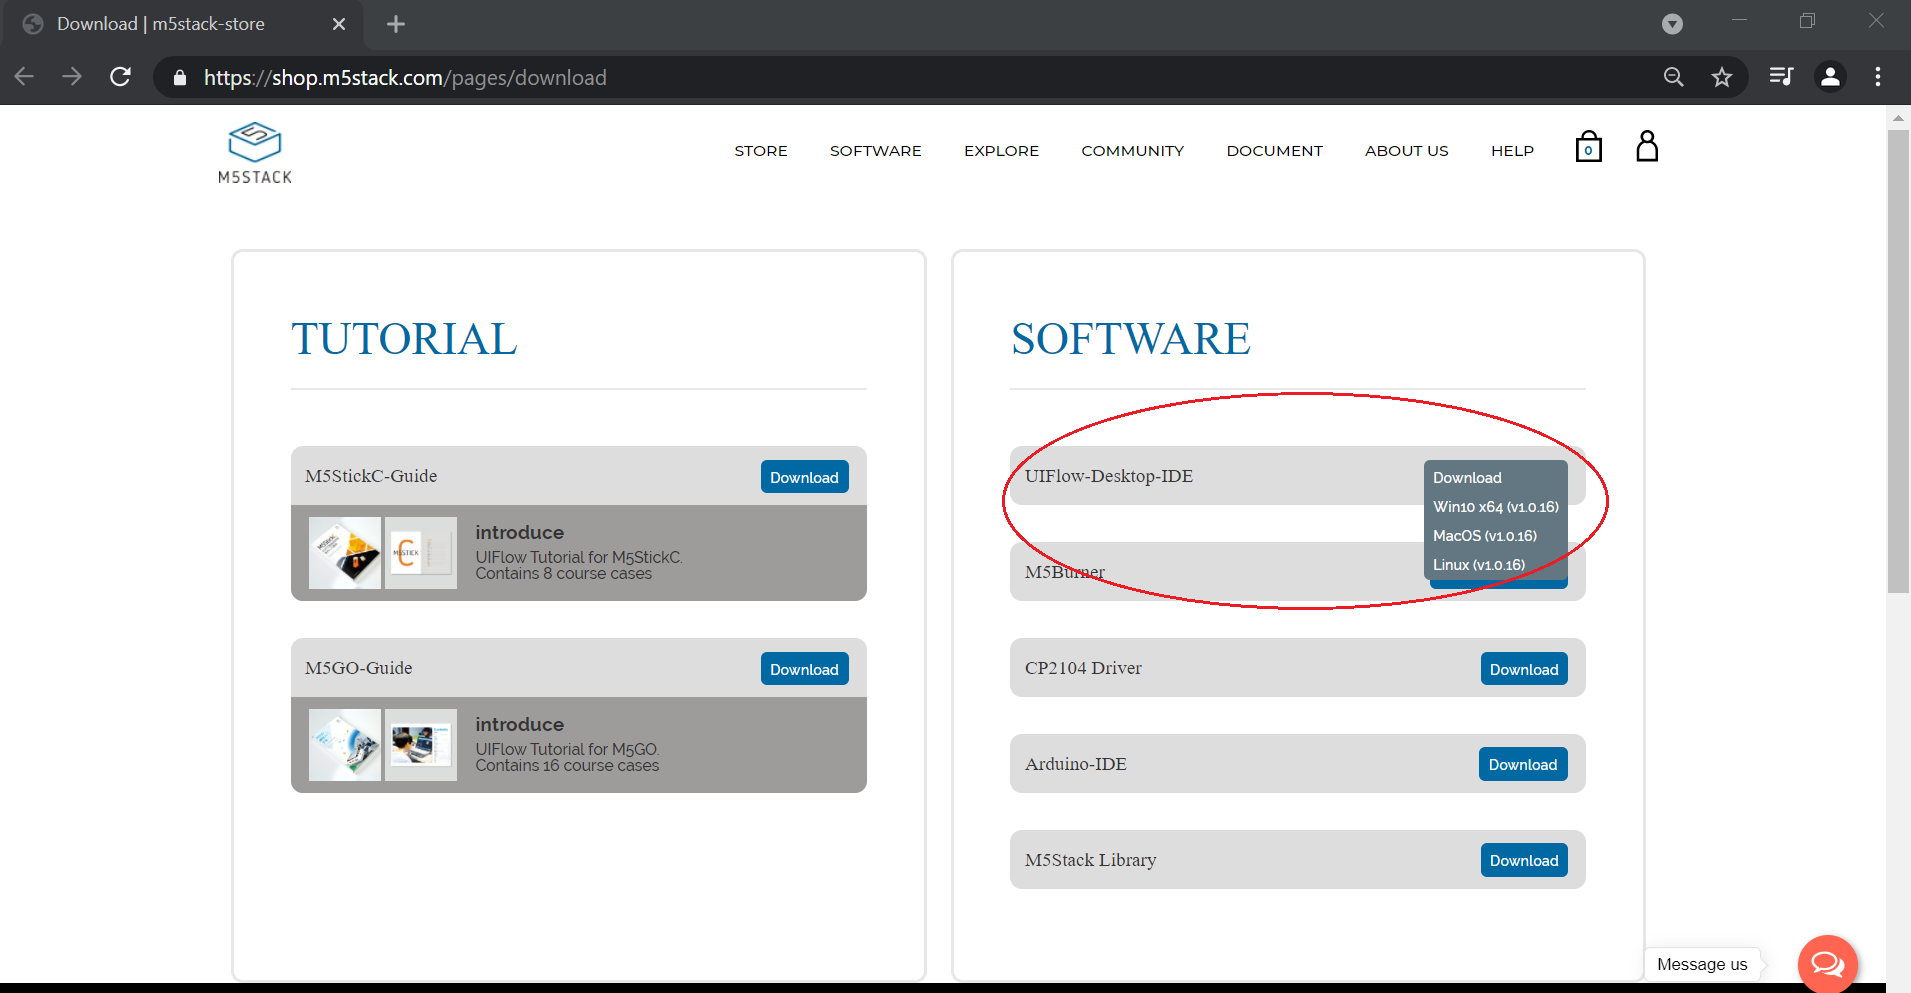 Download | m5stack-store
https://shop.m5stack.com/pages/download
M5STACK
STORE
SOFTWARE
EXPLORE
COMMUNITY
DOCUMENT
ABOUT US
HELP
0
TUTORIAL
M5StickC-Guide
Download
M5STICK
C
introduce
UIFlow Tutorial for M5StickC.
Contains 8 course cases
M5GO-Guide
Download
introduce
UIFlow Tutorial for M5GO.
Contains 16 course cases
SOFTWARE
UIFlow-Desktop-IDE
Download
Win10 x64 (v1.0.16)
MacOS (v1.0.16)
Linux (v1.0.16)
M5Burner
CP2104 Driver
Download
Arduino-IDE
Download
M5Stack Library
Download
Message us